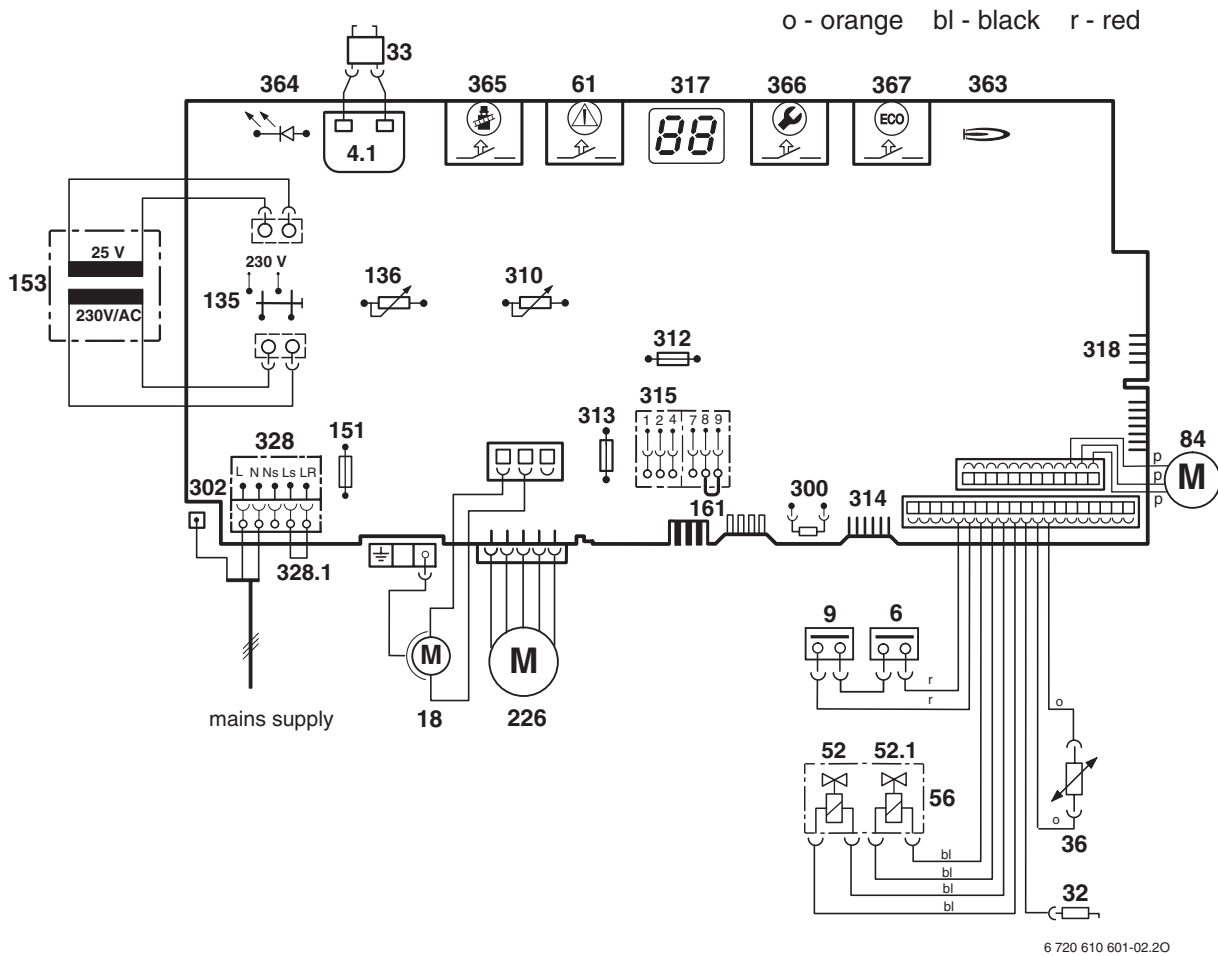 o - orange bl - black r - red
33
364
365
61
317
366
367
363
4.1
88
ECO
25 V
230 V
153
135
136
310
230V/AC
312
318
315
1 2 4 7 8 9
313
151
328
84
L N Ns Ls LR
p
M
p
p
302
300
314
161
328.1
9
6
M
M
r
r
mains supply
18
226
o
52
52.1
56
o
36
bl
bl
bl
bl
32
6 720 610 601-02.2O